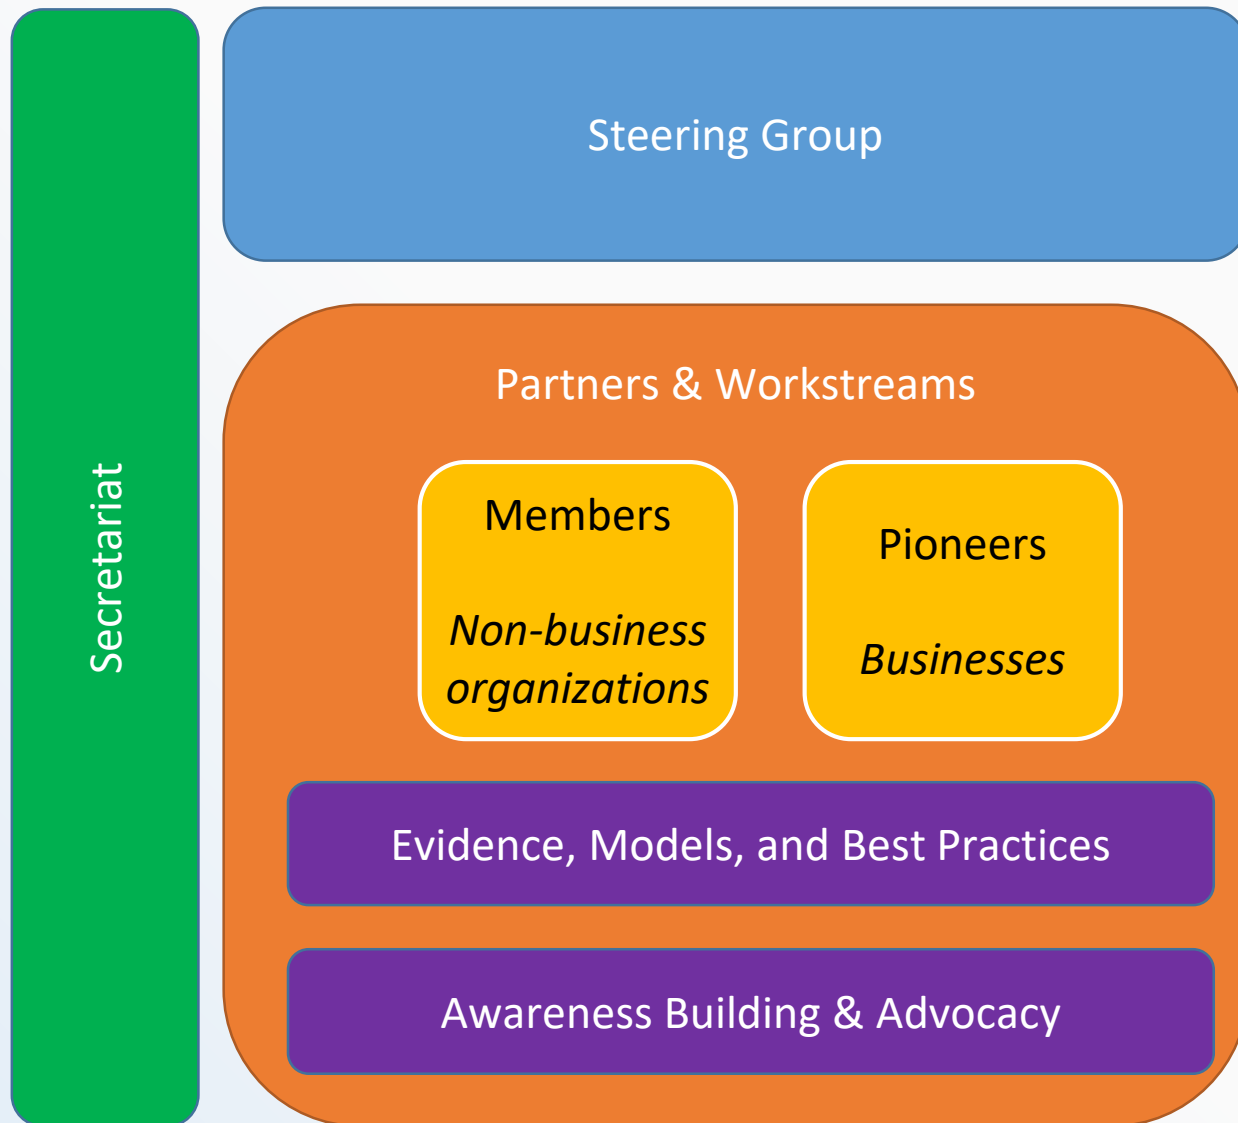 Secretariat
Steering Group
Partners & Workstreams
Members
Non-business
organizations
Pioneers
Businesses
Evidence, Models, and Best Practices
Awareness Building & Advocacy